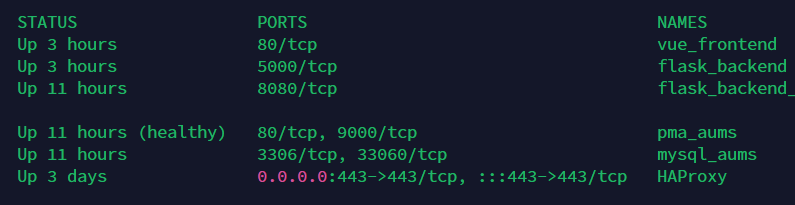 STATUS PORTS NAMES
Up 3 hours 80/tcp vue_frontend
Up 3 hours 5000/tcp flask_backend
Up 11 hours 8080/tcp flask_backend_
Up 11 hours (healthy) 80/tcp, 9000/tcp pma_aums
Up 11 hours 3306/tcp, 33060/tcp mysql_aums
Up 3 days 0.0.0.0:443->443/tcp, :::443->443/tcp HAProxy